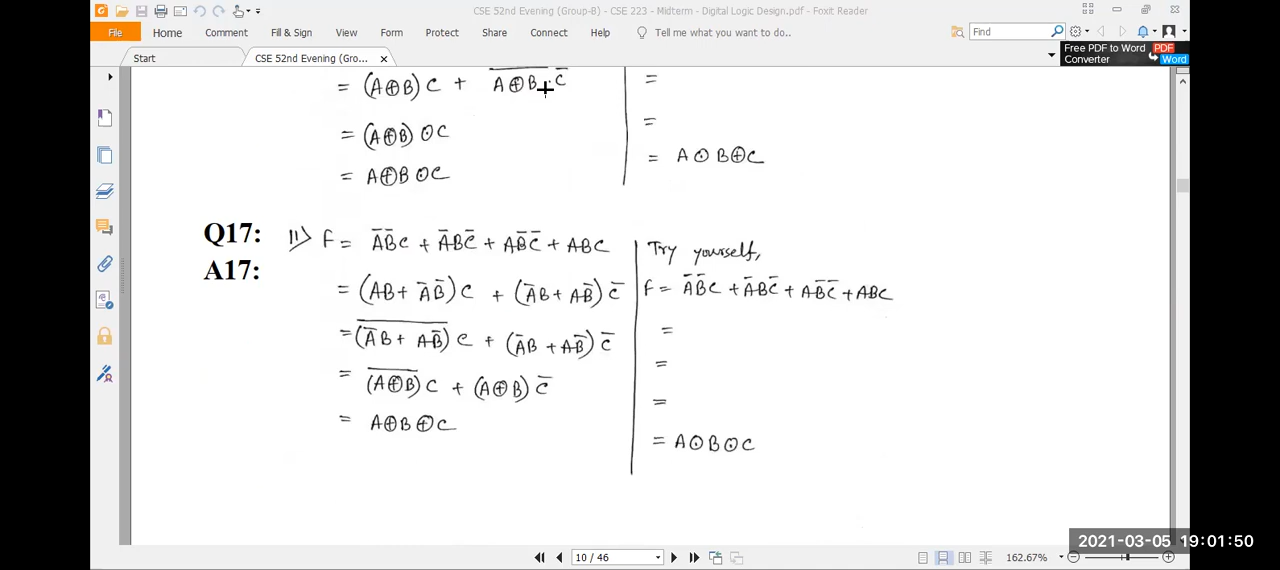 CSE 52nd Evening (Group-B) - CSE 223 - Midterm - Digital Logic Design.pdf - Foxit Reader
File Home Comment Fill & Sign View Form Protect Share Connect Help Tell me what you want to do.. Find
Start CSE 52nd Evening (Gro...
Free PDF to Word Converter
PDF Word
= (A⊕B)C + A̅⊕̅B̅ · C̅
= (A⊕B) ⊙C
= A⊕B⊙C
=
=
= A⊙B⊕C
Q17: ii) F = A̅B̅C + A̅BC̅ + AB̅C̅ + ABC
A17:
= (AB + A̅B̅)C + (A̅B + AB̅)C̅
= (A̅B + AB̅)̅ C + (A̅B + AB̅)C̅
= (A⊕B)̅ C + (A⊕B)C̅
= A⊕B⊕C
Try yourself,
F = A̅B̅C + A̅BC̅ + AB̅C̅ + ABC
=
=
=
= A⊙B⊙C
10 / 46
162.67%
2021-03-05 19:01:50